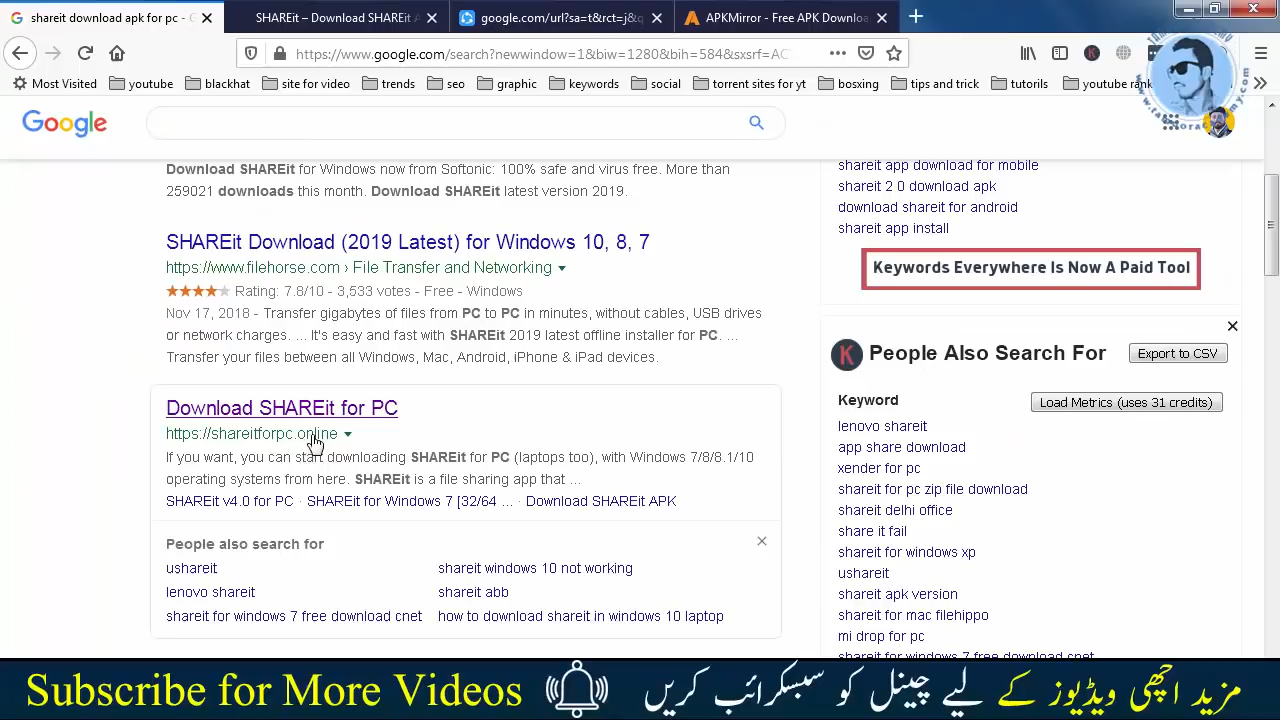 shareit download apk for pc - G
SHAREit – Download SHAREit A
google.com/url?sa=t&rct=j&q
APKMirror - Free APK Downloa
https://www.google.com/search?newwindow=1&biw=1280&bih=584&sxsrf=AC
Most Visited youtube blackhat site for video trends seo graphic keywords social torrent sites for yt bosxing tips and trick tutorils youtube rank
Google
Download SHAREit for Windows now from Softonic: 100% safe and virus free. More than
259021 downloads this month. Download SHAREit latest version 2019.
SHAREit Download (2019 Latest) for Windows 10, 8, 7
https://www.filehorse.com › File Transfer and Networking
Rating: 7.8/10 - 3,533 votes - Free - Windows
Nov 17, 2018 - Transfer gigabytes of files from PC to PC in minutes, without cables, USB drives
or network charges. ... It's easy and fast with SHAREit 2019 latest offline installer for PC. ...
Transfer your files between all Windows, Mac, Android, iPhone & iPad devices.
Download SHAREit for PC
https://shareitforpc.online
If you want, you can start downloading SHAREit for PC (laptops too), with Windows 7/8/8.1/10
operating systems from here. SHAREit is a file sharing app that ...
SHAREit v4.0 for PC · SHAREit for Windows 7 [32/64 ... · Download SHAREit APK
People also search for
ushareit
shareit windows 10 not working
lenovo shareit
shareit abb
shareit for windows 7 free download cnet
how to download shareit in windows 10 laptop
shareit app download for mobile
shareit 2 0 download apk
download shareit for android
shareit app install
Keywords Everywhere Is Now A Paid Tool
K People Also Search For
Export to CSV
Keyword
Load Metrics (uses 31 credits)
lenovo shareit
app share download
xender for pc
shareit for pc zip file download
shareit delhi office
share it fail
shareit for windows xp
ushareit
shareit apk version
shareit for mac filehippo
mi drop for pc
shareit for windows 7 free download cnet
Subscribe for More Videos
مزید اچھی ویڈیوز کے لیے چینل کو سبسکرائب کریں